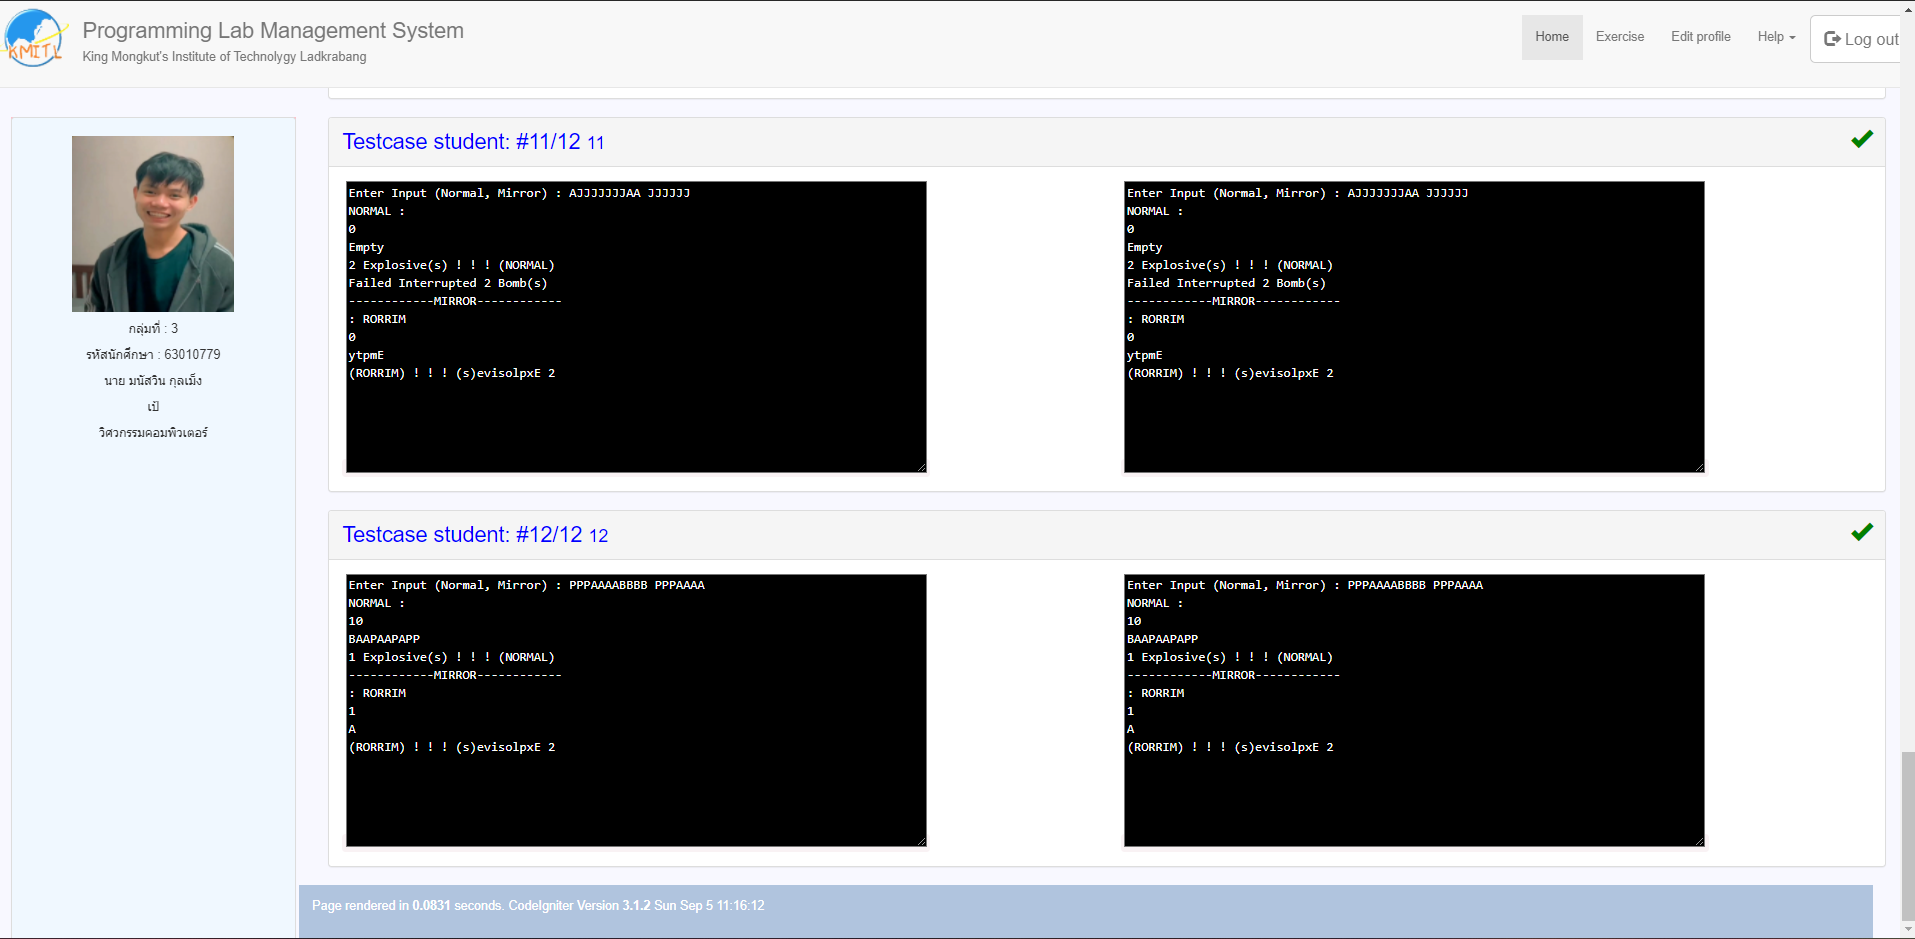 KMITL
Programming Lab Management System
King Mongkut's Institute of Technolygy Ladkrabang
Home
Exercise
Edit profile
Help
Log out
กลุ่มที่ : 3
รหัสนักศึกษา : 63010779
นาย มนัสวิน กุลเม็ง
เป้
วิศวกรรมคอมพิวเตอร์
Testcase student: #11/12 11
Enter Input (Normal, Mirror) : AJJJJJJJAA JJJJJJ
NORMAL :
0
Empty
2 Explosive(s) ! ! ! (NORMAL)
Failed Interrupted 2 Bomb(s)
------------MIRROR------------
: RORRIM
0
ytpmE
(RORRIM) ! ! ! (s)evisolpxE 2
Enter Input (Normal, Mirror) : AJJJJJJJAA JJJJJJ
NORMAL :
0
Empty
2 Explosive(s) ! ! ! (NORMAL)
Failed Interrupted 2 Bomb(s)
------------MIRROR------------
: RORRIM
0
ytpmE
(RORRIM) ! ! ! (s)evisolpxE 2
Testcase student: #12/12 12
Enter Input (Normal, Mirror) : PPPAAAABBBB PPPAAAA
NORMAL :
10
BAAPAAPAPP
1 Explosive(s) ! ! ! (NORMAL)
------------MIRROR------------
: RORRIM
1
A
(RORRIM) ! ! ! (s)evisolpxE 2
Enter Input (Normal, Mirror) : PPPAAAABBBB PPPAAAA
NORMAL :
10
BAAPAAPAPP
1 Explosive(s) ! ! ! (NORMAL)
------------MIRROR------------
: RORRIM
1
A
(RORRIM) ! ! ! (s)evisolpxE 2
Page rendered in 0.0831 seconds. CodeIgniter Version 3.1.2 Sun Sep 5 11:16:12